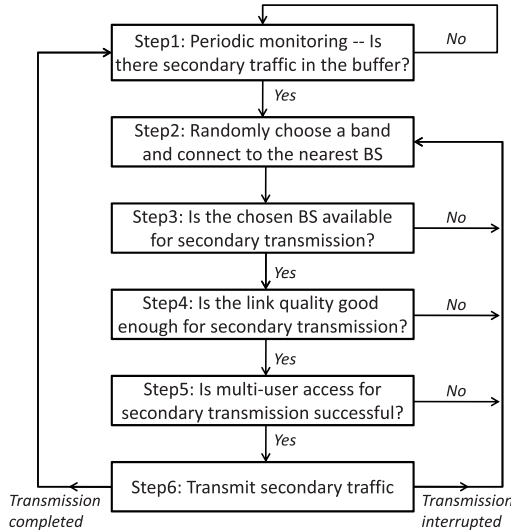 Step1: Periodic monitoring -- Is
there secondary traffic in the buffer?
No
Yes
Step2: Randomly choose a band
and connect to the nearest BS
Step3: Is the chosen BS available
for secondary transmission?
No
Yes
Step4: Is the link quality good
enough for secondary transmission?
No
Yes
Step5: Is multi-user access for
secondary transmission successful?
No
Yes
Step6: Transmit secondary traffic
Transmission
completed
Transmission
interrupted